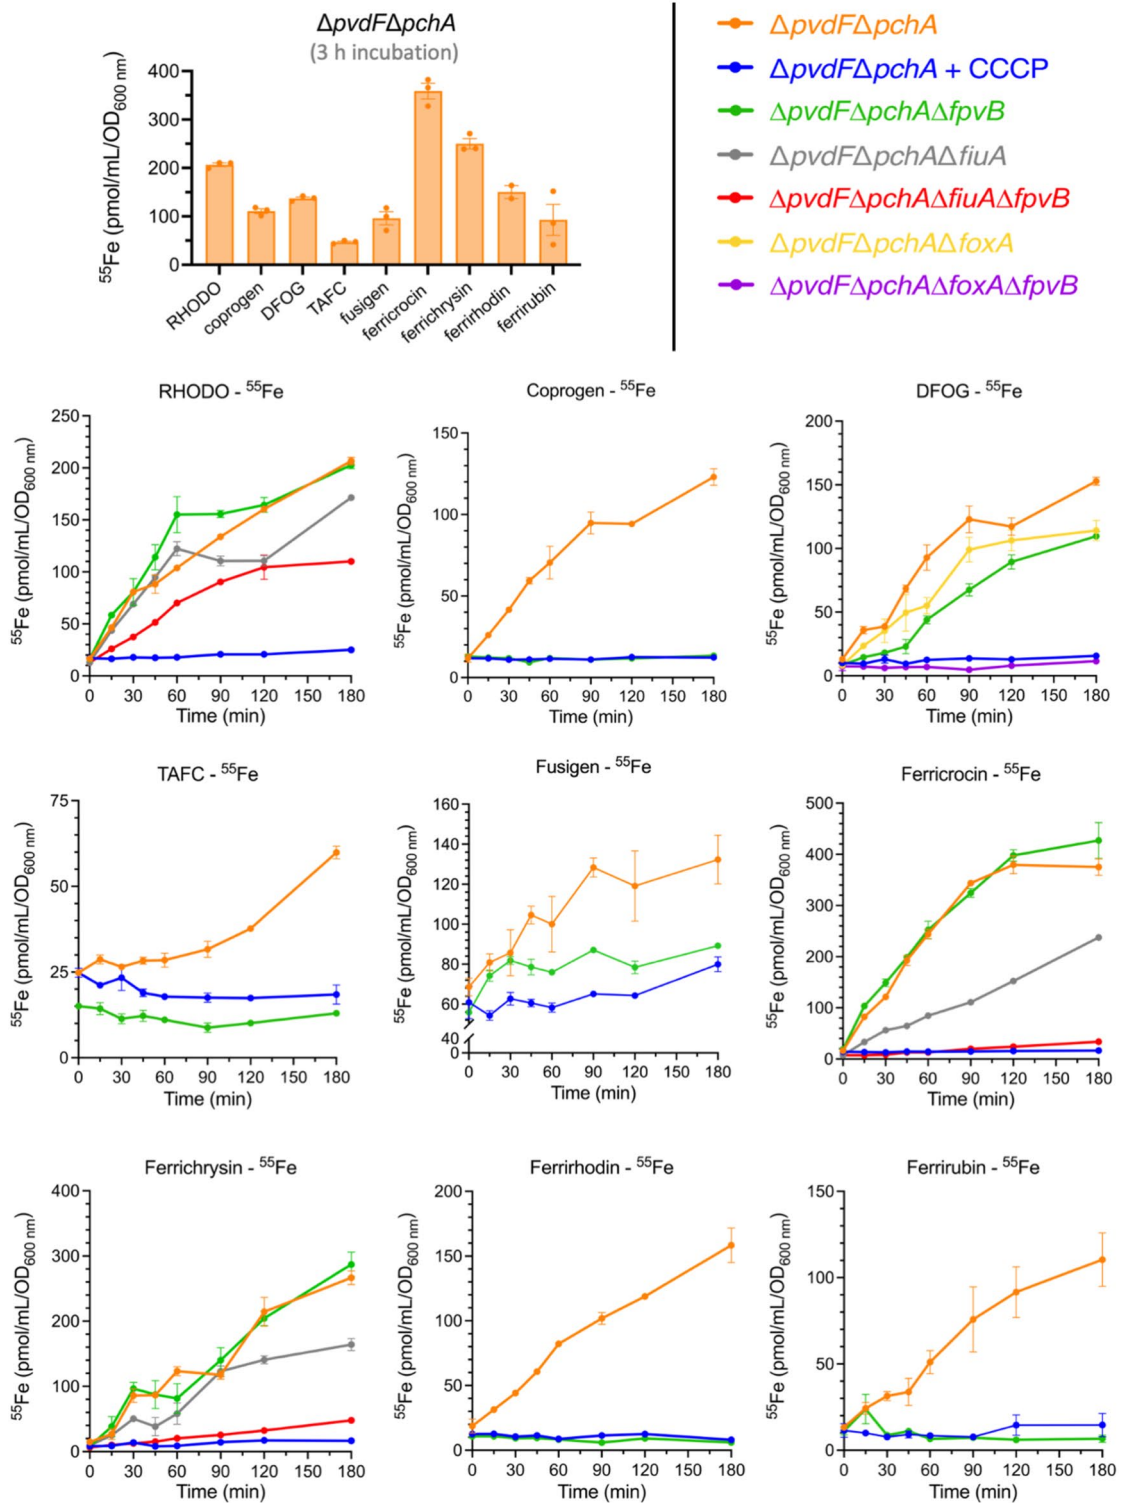 ΔpvdFΔpchA
(3 h incubation)
⁵⁵Fe (pmol/mL/OD₆₀₀ ₙₘ)
400
300
200
100
0
RHODO
coprogen
DFOG
TAFC
fusigen
ferricrocin
ferrichrysin
ferrirhodin
ferrirubin
ΔpvdFΔpchA
ΔpvdFΔpchA + CCCP
ΔpvdFΔpchAΔfpvB
ΔpvdFΔpchAΔfiuA
ΔpvdFΔpchAΔfiuAΔfpvB
ΔpvdFΔpchAΔfoxA
ΔpvdFΔpchAΔfoxAΔfpvB
RHODO - ⁵⁵Fe
⁵⁵Fe (pmol/mL/OD₆₀₀ ₙₘ)
250
200
150
100
50
0
0 30 60 90 120 150 180
Time (min)
Coprogen - ⁵⁵Fe
⁵⁵Fe (pmol/mL/OD₆₀₀ ₙₘ)
150
100
50
0
0 30 60 90 120 150 180
Time (min)
DFOG - ⁵⁵Fe
⁵⁵Fe (pmol/mL/OD₆₀₀ ₙₘ)
200
150
100
50
0
0 30 60 90 120 150 180
Time (min)
TAFC - ⁵⁵Fe
⁵⁵Fe (pmol/mL/OD₆₀₀ ₙₘ)
75
50
25
0
0 30 60 90 120 150 180
Time (min)
Fusigen - ⁵⁵Fe
⁵⁵Fe (pmol/mL/OD₆₀₀ ₙₘ)
160
140
120
100
80
60
40
0
0 30 60 90 120 150 180
Time (min)
Ferricrocin - ⁵⁵Fe
⁵⁵Fe (pmol/mL/OD₆₀₀ ₙₘ)
500
400
300
200
100
0
0 30 60 90 120 150 180
Time (min)
Ferrichrysin - ⁵⁵Fe
⁵⁵Fe (pmol/mL/OD₆₀₀ ₙₘ)
400
300
200
100
0
0 30 60 90 120 150 180
Time (min)
Ferrirhodin - ⁵⁵Fe
⁵⁵Fe (pmol/mL/OD₆₀₀ ₙₘ)
200
150
100
50
0
0 30 60 90 120 150 180
Time (min)
Ferrirubin - ⁵⁵Fe
⁵⁵Fe (pmol/mL/OD₆₀₀ ₙₘ)
150
100
50
0
0 30 60 90 120 150 180
Time (min)